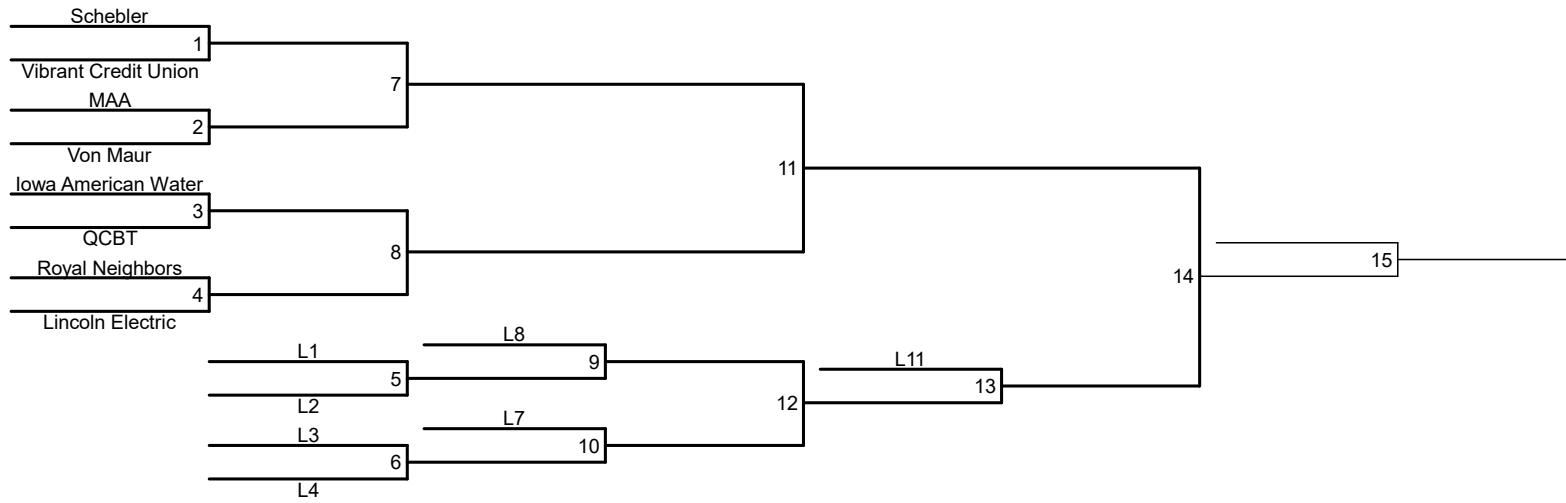 Schebler
1
Vibrant Credit Union
7
MAA
2
Von Maur
11
Iowa American Water
3
QCBT
8
Royal Neighbors
4
Lincoln Electric
14
15
L1
5
L2
L8
9
L3
6
L4
L7
10
12
L11
13